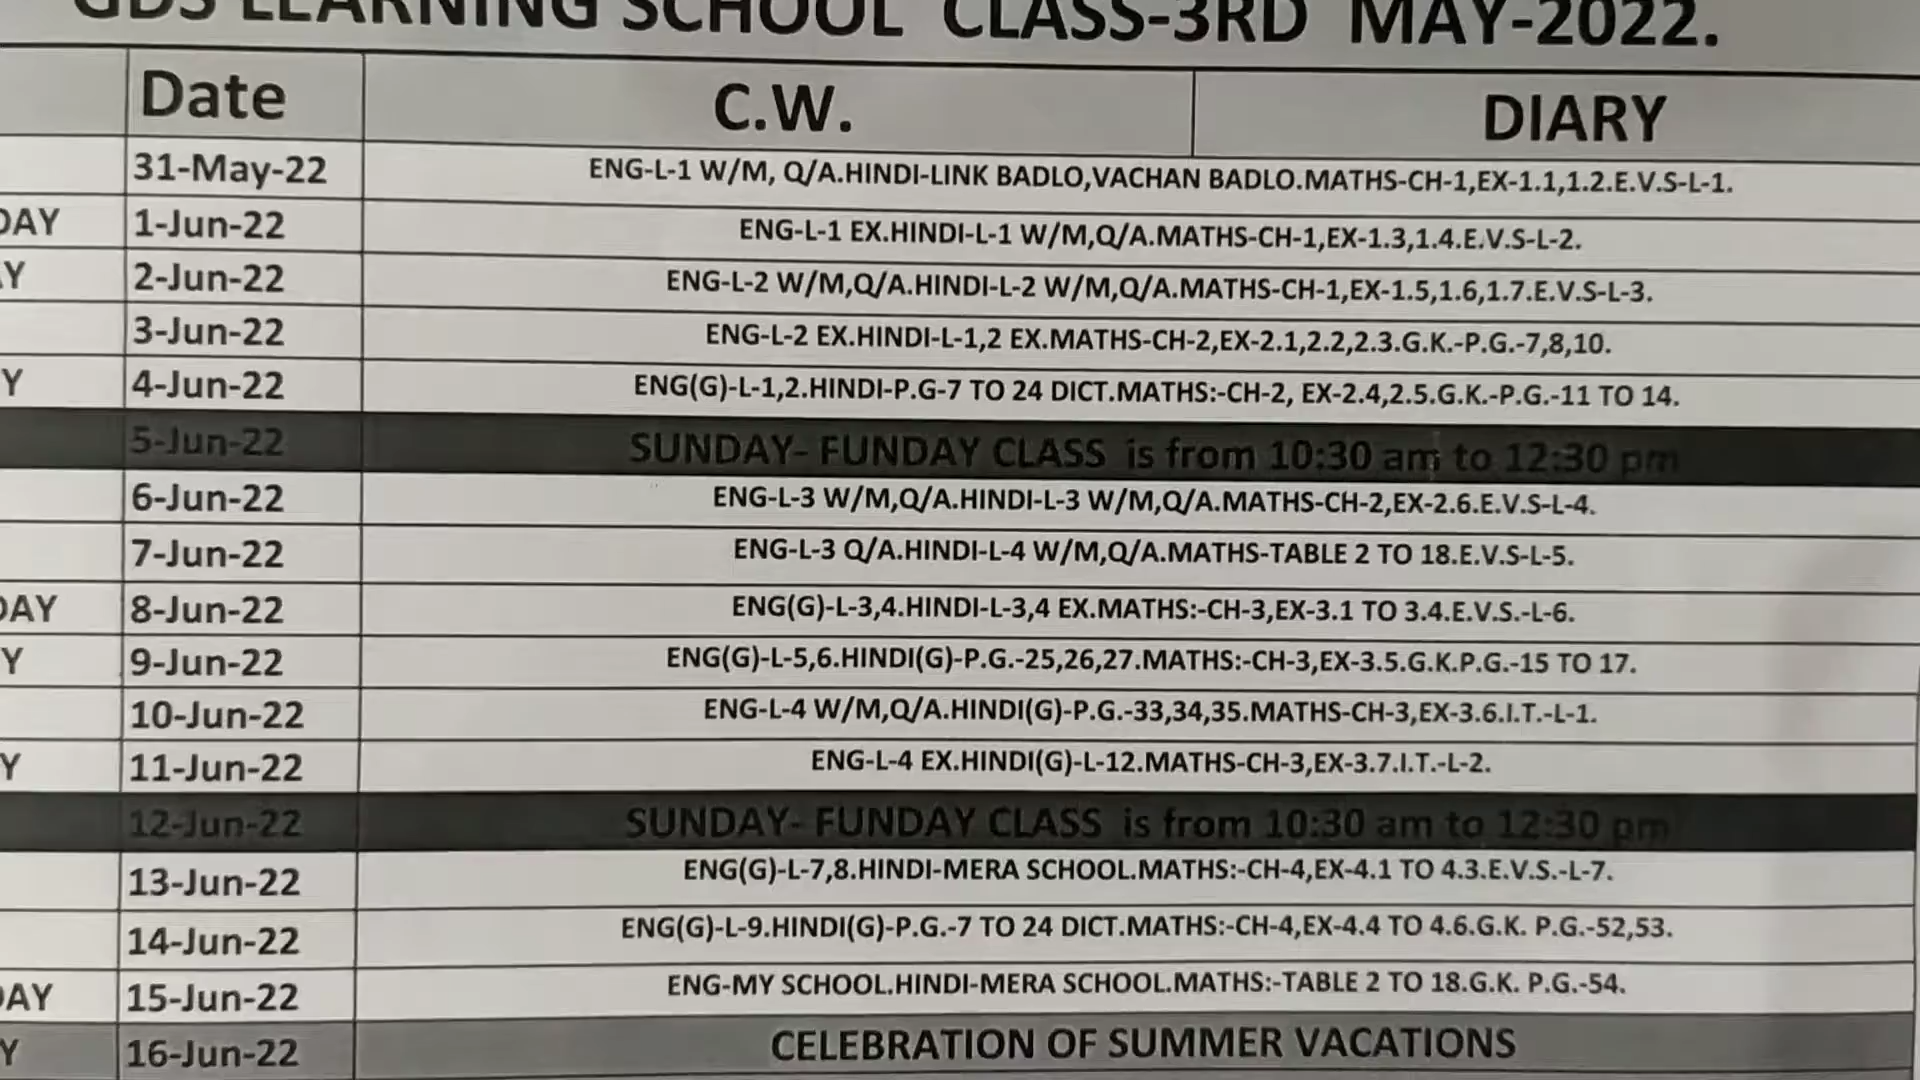 GDS LEARNING SCHOOL CLASS-3RD MAY-2022.
Date C.W. DIARY
31-May-22 ENG-L-1 W/M, Q/A.HINDI-LINK BADLO,VACHAN BADLO.MATHS-CH-1,EX-1.1,1.2.E.V.S-L-1.
DAY 1-Jun-22 ENG-L-1 EX.HINDI-L-1 W/M,Q/A.MATHS-CH-1,EX-1.3,1.4.E.V.S-L-2.
AY 2-Jun-22 ENG-L-2 W/M,Q/A.HINDI-L-2 W/M,Q/A.MATHS-CH-1,EX-1.5,1.6,1.7.E.V.S-L-3.
3-Jun-22 ENG-L-2 EX.HINDI-L-1,2 EX.MATHS-CH-2,EX-2.1,2.2,2.3.G.K.-P.G.-7,8,10.
Y 4-Jun-22 ENG(G)-L-1,2.HINDI-P.G-7 TO 24 DICT.MATHS:-CH-2, EX-2.4,2.5.G.K.-P.G.-11 TO 14.
5-Jun-22 SUNDAY- FUNDAY CLASS is from 10:30 am to 12:30 pm
6-Jun-22 ENG-L-3 W/M,Q/A.HINDI-L-3 W/M,Q/A.MATHS-CH-2,EX-2.6.E.V.S-L-4.
7-Jun-22 ENG-L-3 Q/A.HINDI-L-4 W/M,Q/A.MATHS-TABLE 2 TO 18.E.V.S-L-5.
DAY 8-Jun-22 ENG(G)-L-3,4.HINDI-L-3,4 EX.MATHS:-CH-3,EX-3.1 TO 3.4.E.V.S.-L-6.
Y 9-Jun-22 ENG(G)-L-5,6.HINDI(G)-P.G.-25,26,27.MATHS:-CH-3,EX-3.5.G.K.P.G.-15 TO 17.
10-Jun-22 ENG-L-4 W/M,Q/A.HINDI(G)-P.G.-33,34,35.MATHS-CH-3,EX-3.6.I.T.-L-1.
Y 11-Jun-22 ENG-L-4 EX.HINDI(G)-L-12.MATHS-CH-3,EX-3.7.I.T.-L-2.
12-Jun-22 SUNDAY- FUNDAY CLASS is from 10:30 am to 12:30 pm
13-Jun-22 ENG(G)-L-7,8.HINDI-MERA SCHOOL.MATHS:-CH-4,EX-4.1 TO 4.3.E.V.S.-L-7.
14-Jun-22 ENG(G)-L-9.HINDI(G)-P.G.-7 TO 24 DICT.MATHS:-CH-4,EX-4.4 TO 4.6.G.K. P.G.-52,53.
DAY 15-Jun-22 ENG-MY SCHOOL.HINDI-MERA SCHOOL.MATHS:-TABLE 2 TO 18.G.K. P.G.-54.
Y 16-Jun-22 CELEBRATION OF SUMMER VACATIONS